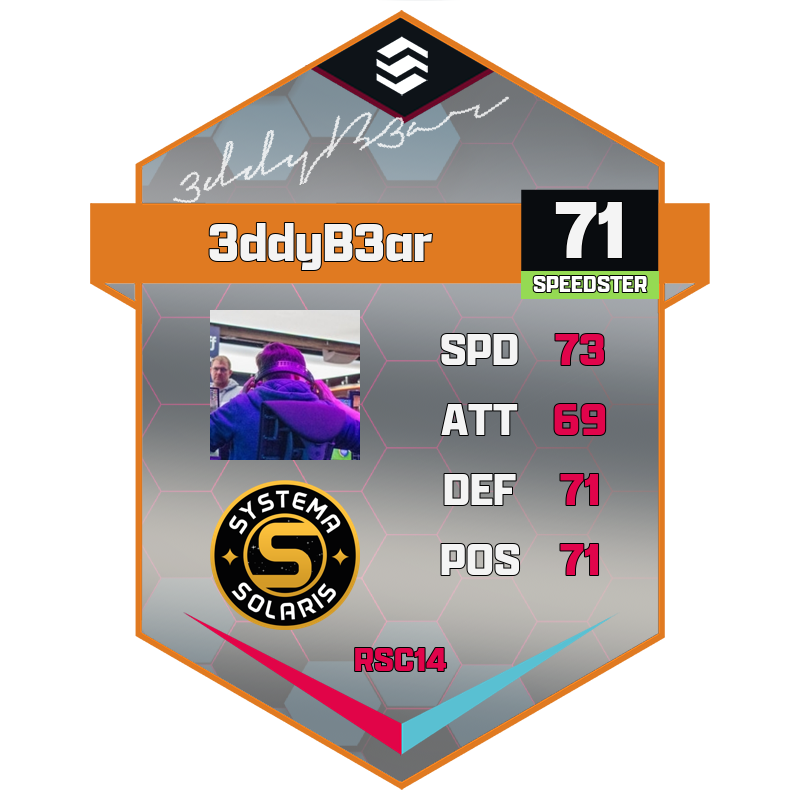 3ddyB3ar
3ddyB3ar
71
SPEEDSTER
SPD 73
ATT 69
DEF 71
POS 71
SYSTEMA
S
SOLARIS
RSC14